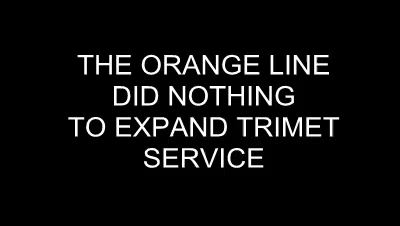 THE ORANGE LINE
DID NOTHING
TO EXPAND TRIMET
SERVICE